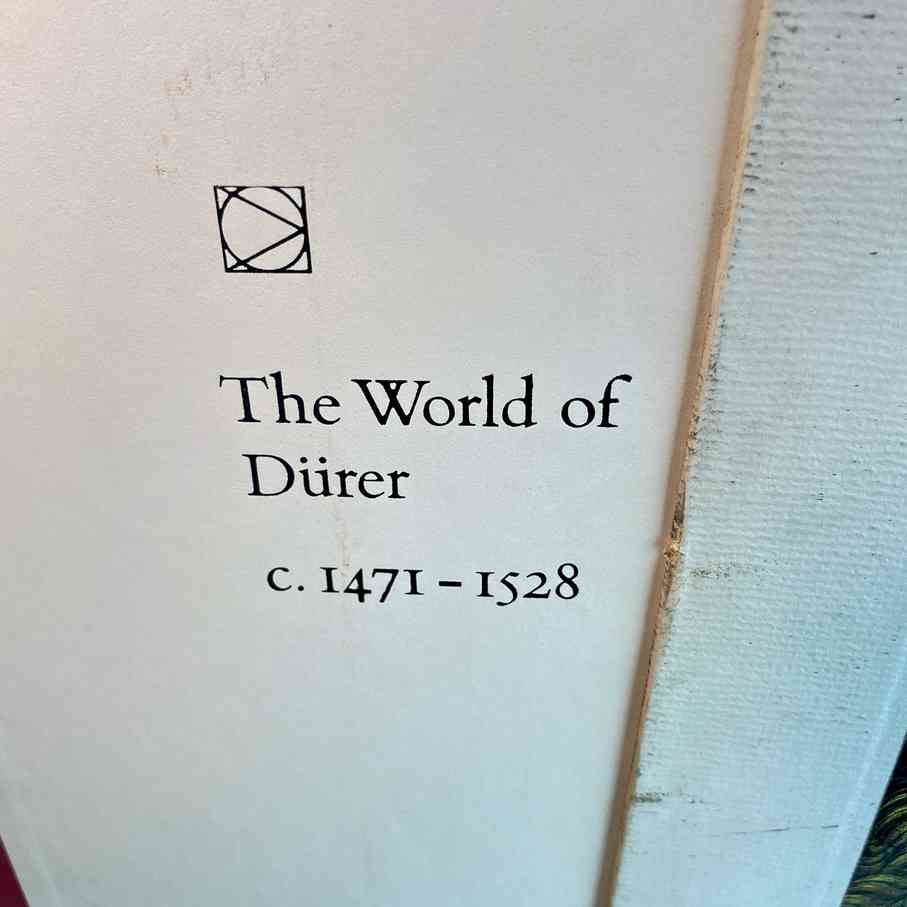 The World of
Dürer
c. 1471 – 1528